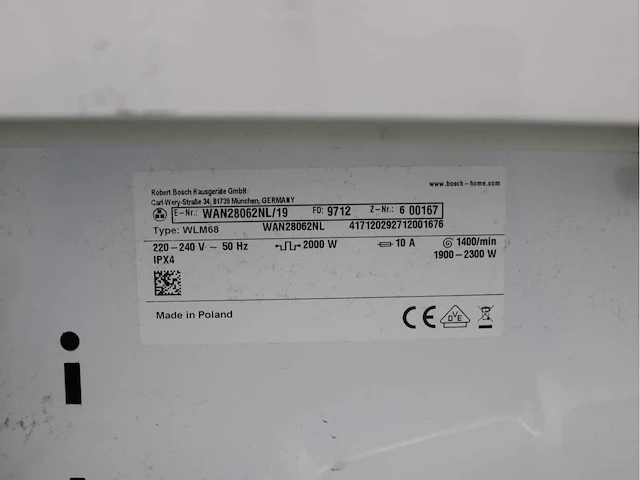 Robert Bosch Hausgeräte GmbH
Carl-Wery-Straße 34, 81739 München, GERMANY
www.bosch-home.com
E-Nr.: WAN28062NL/19 FD: 9712 Z-Nr.: 6 00167
Type: WLM68 WAN28062NL 417120292712001676
220-240 V ~ 50 Hz 2000 W 10 A 1400/min
IPX4 1900-2300 W
Made in Poland
CE DVE
i